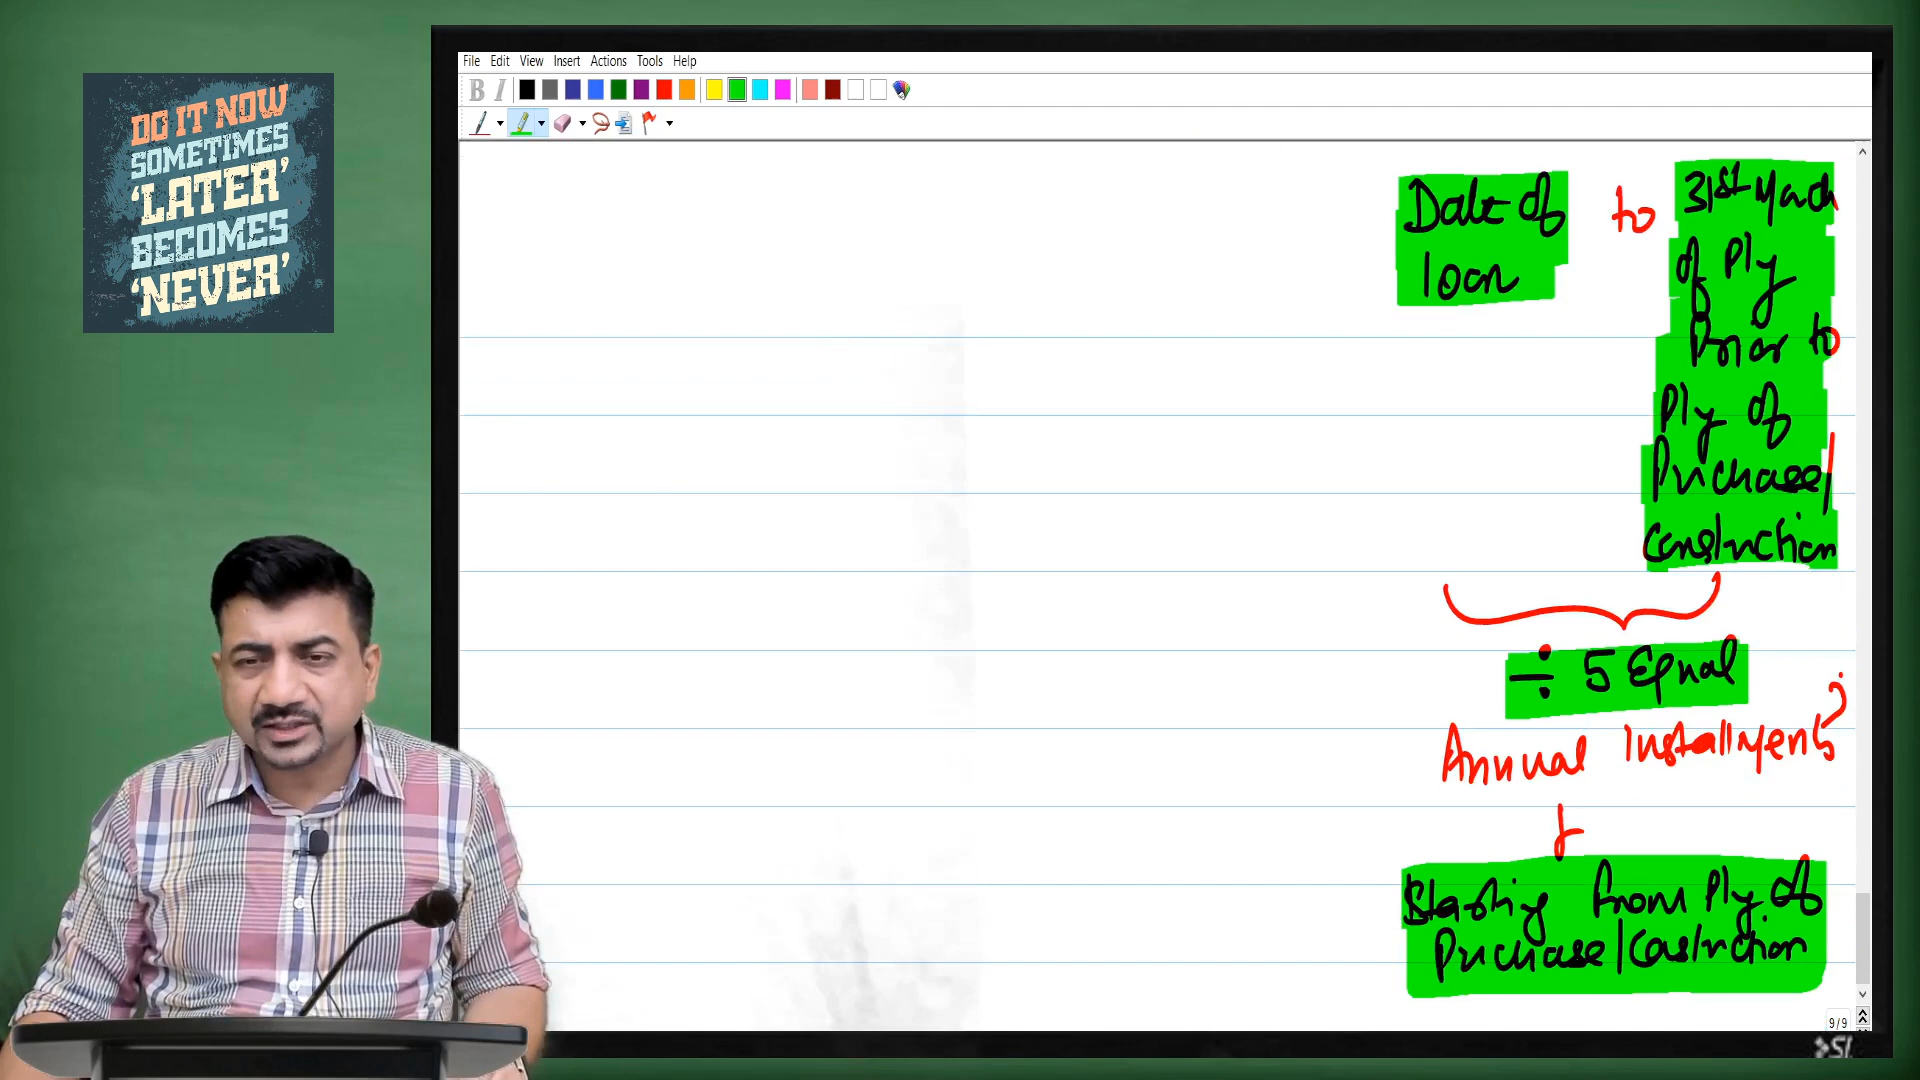 DO IT NOW
SOMETIMES
'LATER'
BECOMES
'NEVER'
File Edit View Insert Actions Tools Help
B I
Date of
loan
to
31st March
of Ply
Prior to
Ply of
Purchase/
Construction
÷ 5 Equal
Annual Installments
&
Starting from Ply of
Purchase/Construction
9/9